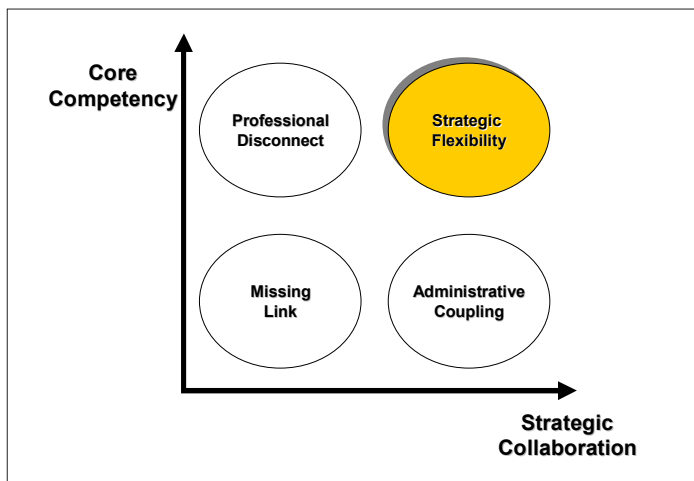 Core
Competency
Professional
Disconnect
Strategic
Flexibility
Missing
Link
Administrative
Coupling
Strategic
Collaboration